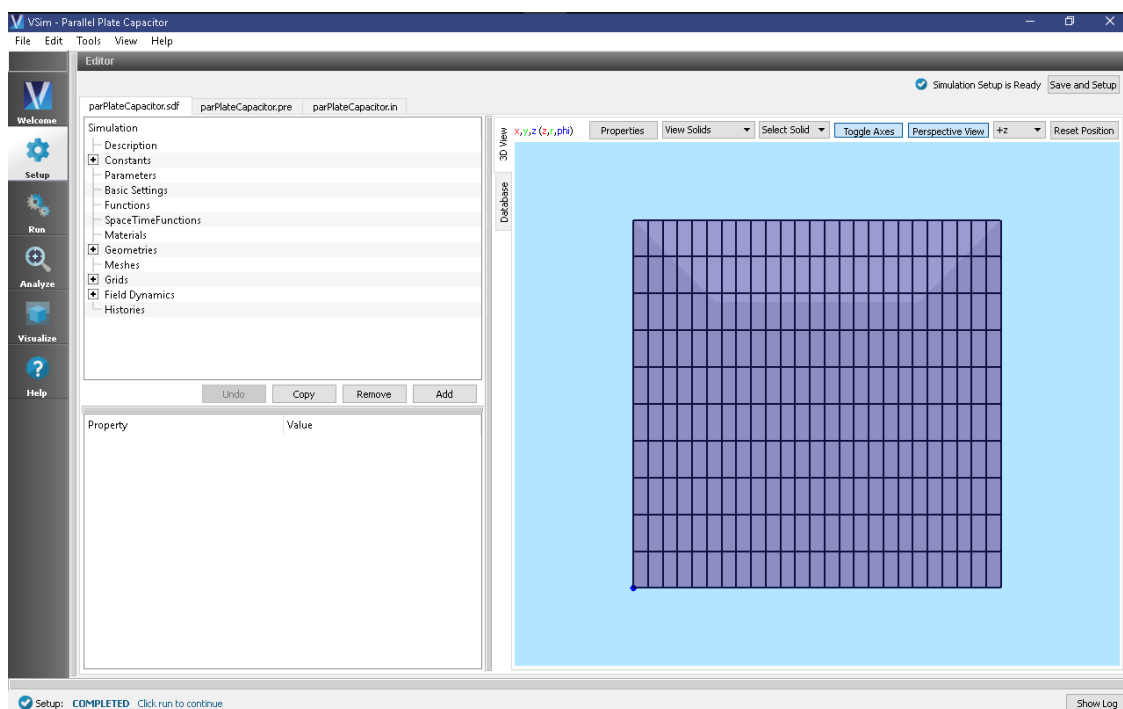 VSim - Parallel Plate Capacitor
File Edit Tools View Help
Editor
Simulation Setup is Ready Save and Setup
Welcome
Setup
Run
Analyze
Visualize
Help
parPlateCapacitor.sdf parPlateCapacitor.pre parPlateCapacitor.in
Simulation
Description
Constants
Parameters
Basic Settings
Functions
SpaceTimeFunctions
Materials
Geometries
Meshes
Grids
Field Dynamics
Histories
Undo Copy Remove Add
Property Value
3D View
Database
x,y,z (z,r,phi) Properties View Solids Select Solid Toggle Axes Perspective View +z Reset Position
Setup: COMPLETED Click run to continue Show Log